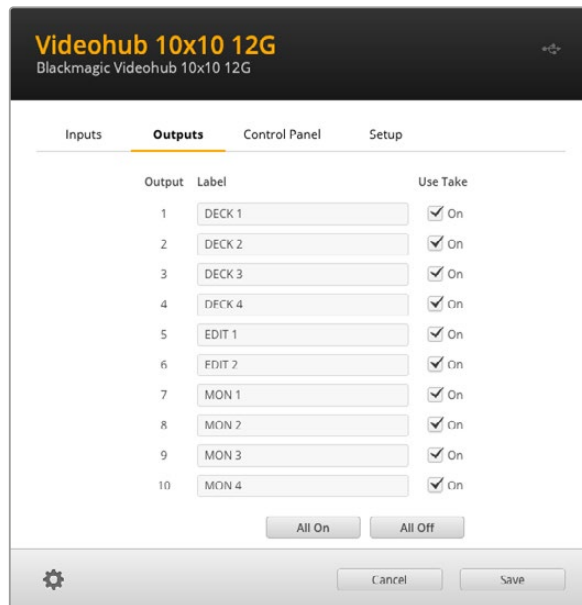 Videohub 10x10 12G
Blackmagic Videohub 10x10 12G
Inputs Outputs Control Panel Setup
Output Label Use Take
1 DECK 1 On
2 DECK 2 On
3 DECK 3 On
4 DECK 4 On
5 EDIT 1 On
6 EDIT 2 On
7 MON 1 On
8 MON 2 On
9 MON 3 On
10 MON 4 On
All On All Off
Cancel Save